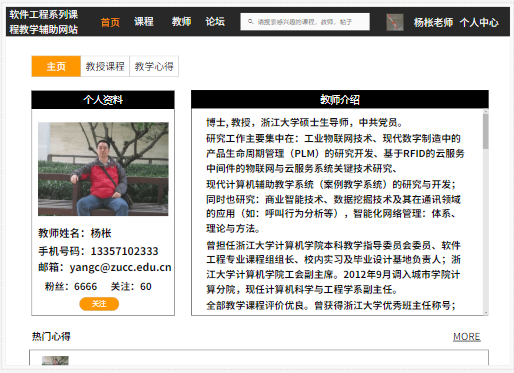 软件工程系列课
程教学辅助网站
首页 课程 教师 论坛
请搜索感兴趣的课程、教师、帖子
杨枨老师 个人中心
主页 教授课程 教学心得
个人资料
教师姓名：杨枨
手机号码：13357102333
邮箱：yangc@zucc.edu.cn
粉丝：6666 关注：60
关注
教师介绍
博士, 教授，浙江大学硕士生导师，中共党员。
研究工作主要集中在：工业物联网技术、现代数字制造中的
产品生命周期管理（PLM）的研究开发、基于RFID的云服务
中间件的物联网与云服务系统关键技术研究、
现代计算机辅助教学系统（案例教学系统）的研究与开发；
同时也研究：商业智能技术、数据挖掘技术及其在通讯领域
的应用（如：呼叫行为分析等），智能化网络管理：体系、
理论与方法。
曾担任浙江大学计算机学院本科教学指导委员会委员、软件
工程专业课程组组长、校内实习及毕业设计基地负责人；浙
江大学计算机学院工会副主席。2012年9月调入城市学院计
算分院，现任计算机科学与工程学系副主任。
全部教学课程评价优良。曾获得浙江大学优秀班主任称号；
热门心得 MORE